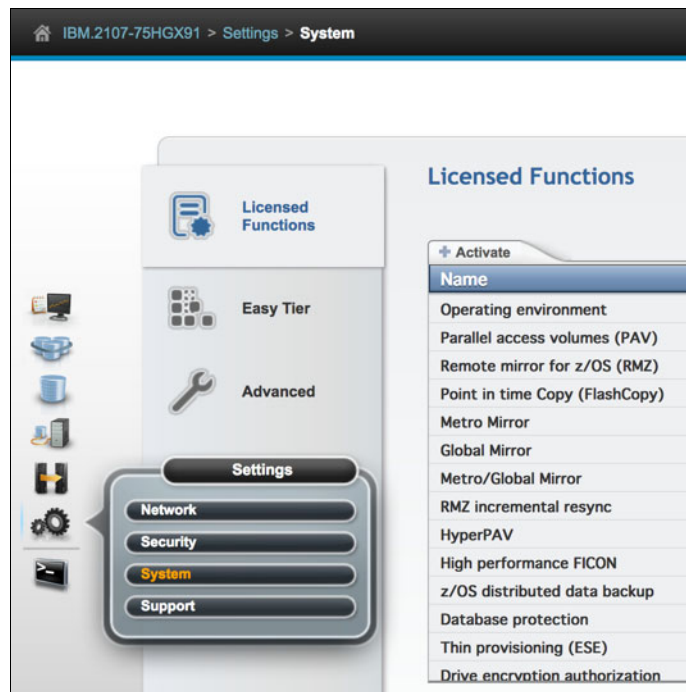 IBM.2107-75HGX91 > Settings > System
Licensed
Functions
Easy Tier
Advanced
Settings
Network
Security
System
Support
Licensed Functions
Activate
Name
Operating environment
Parallel access volumes (PAV)
Remote mirror for z/OS (RMZ)
Point in time Copy (FlashCopy)
Metro Mirror
Global Mirror
Metro/Global Mirror
RMZ incremental resync
HyperPAV
High performance FICON
z/OS distributed data backup
Database protection
Thin provisioning (ESE)
Drive encryption authorization